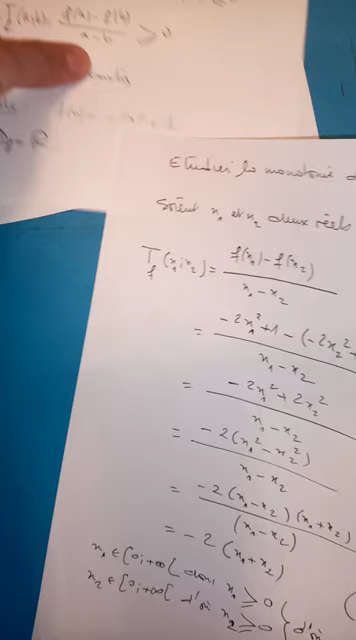 T(a;b) = f(a) - f(b) / a - b ≥ 0
Etudier la monotonie d
Soient x₁ et x₂ deux réels
T_f(x₁;x₂) = f(x₁) - f(x₂) / x₁ - x₂
= -2x₁² + 1 - (-2x₂² + / x₁ - x₂
= -2x₁² + 2x₂² / x₁ - x₂
= -2(x₁² - x₂²) / x₁ - x₂
= -2(x₁ - x₂)(x₁ + x₂) / (x₁ - x₂)
= -2(x₁ + x₂)
x₁ ∈ [0;+∞[ donc x₁ ≥ 0
x₂ ∈ [0;+∞[ d'où x₂ ≥ 0 } d'où